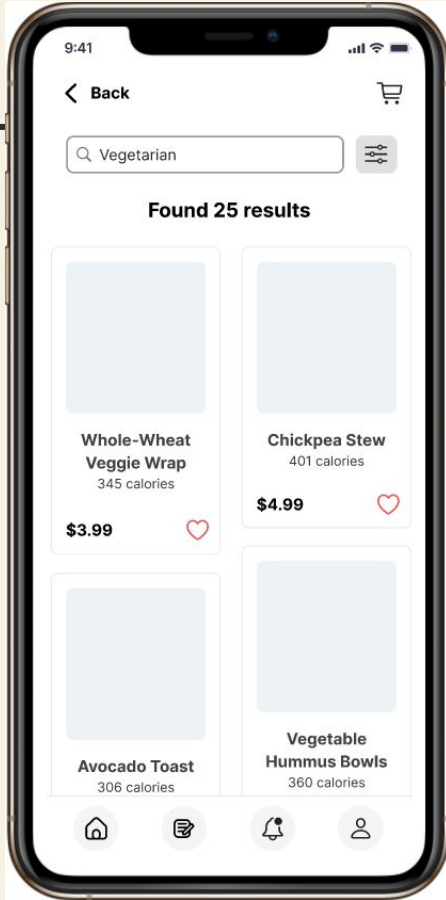 9:41
Back
Vegetarian
Found 25 results
Whole-Wheat
Veggie Wrap
345 calories
$3.99
Chickpea Stew
401 calories
$4.99
Avocado Toast
306 calories
Vegetable
Hummus Bowls
360 calories